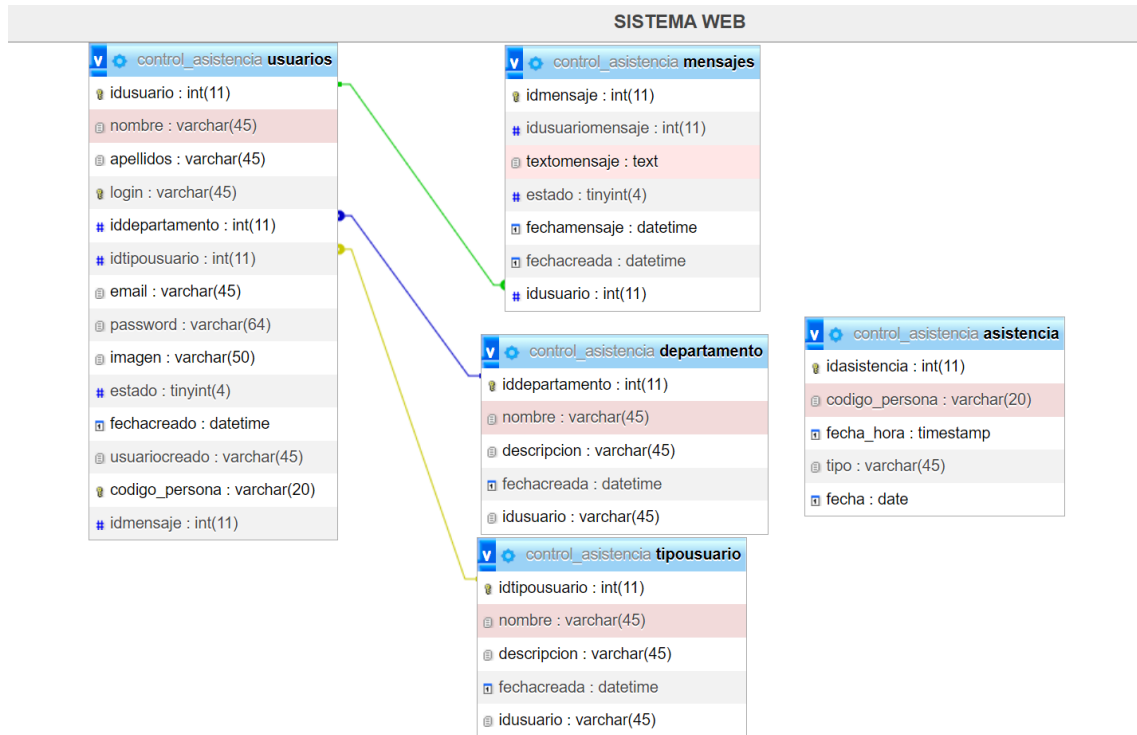 SISTEMA WEB
control_asistencia usuarios
idusuario : int(11)
nombre : varchar(45)
apellidos : varchar(45)
login : varchar(45)
iddepartamento : int(11)
idtipousuario : int(11)
email : varchar(45)
password : varchar(64)
imagen : varchar(50)
estado : tinyint(4)
fechacreado : datetime
usuariocreado : varchar(45)
codigo_persona : varchar(20)
idmensaje : int(11)
control_asistencia mensajes
idmensaje : int(11)
idusuariomensaje : int(11)
textomensaje : text
estado : tinyint(4)
fechamensaje : datetime
fechacreada : datetime
idusuario : int(11)
control_asistencia departamento
iddepartamento : int(11)
nombre : varchar(45)
descripcion : varchar(45)
fechacreada : datetime
idusuario : varchar(45)
control_asistencia tipousuario
idtipousuario : int(11)
nombre : varchar(45)
descripcion : varchar(45)
fechacreada : datetime
idusuario : varchar(45)
control_asistencia asistencia
idasistencia : int(11)
codigo_persona : varchar(20)
fecha_hora : timestamp
tipo : varchar(45)
fecha : date